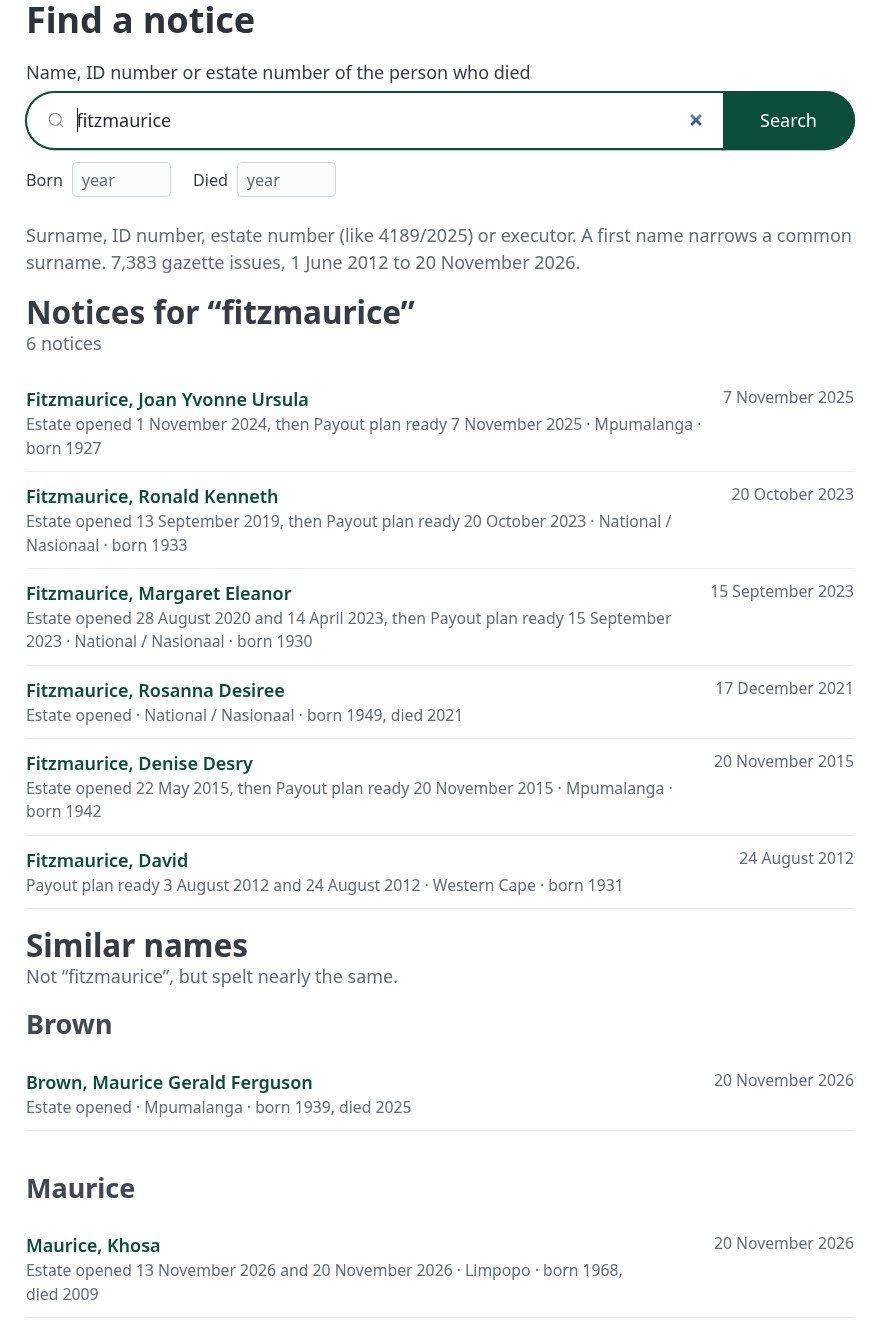 Find a notice
Name, ID number or estate number of the person who died
fitzmaurice
Search
Born year Died year
Surname, ID number, estate number (like 4189/2025) or executor. A first name narrows a common
surname. 7,383 gazette issues, 1 June 2012 to 20 November 2026.
Notices for “fitzmaurice”
6 notices
Fitzmaurice, Joan Yvonne Ursula 7 November 2025
Estate opened 1 November 2024, then Payout plan ready 7 November 2025 · Mpumalanga ·
born 1927
Fitzmaurice, Ronald Kenneth 20 October 2023
Estate opened 13 September 2019, then Payout plan ready 20 October 2023 · National /
Nasionaal · born 1933
Fitzmaurice, Margaret Eleanor 15 September 2023
Estate opened 28 August 2020 and 14 April 2023, then Payout plan ready 15 September
2023 · National / Nasionaal · born 1930
Fitzmaurice, Rosanna Desiree 17 December 2021
Estate opened · National / Nasionaal · born 1949, died 2021
Fitzmaurice, Denise Desry 20 November 2015
Estate opened 22 May 2015, then Payout plan ready 20 November 2015 · Mpumalanga ·
born 1942
Fitzmaurice, David 24 August 2012
Payout plan ready 3 August 2012 and 24 August 2012 · Western Cape · born 1931
Similar names
Not “fitzmaurice”, but spelt nearly the same.
Brown
Brown, Maurice Gerald Ferguson 20 November 2026
Estate opened · Mpumalanga · born 1939, died 2025
Maurice
Maurice, Khosa 20 November 2026
Estate opened 13 November 2026 and 20 November 2026 · Limpopo · born 1968,
died 2009